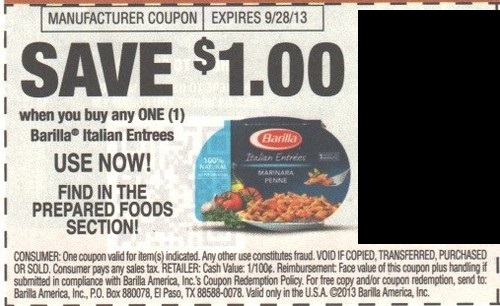 MANUFACTURER COUPON EXPIRES 9/28/13
SAVE $1.00
when you buy any ONE (1)
Barilla® Italian Entrees
USE NOW!
FIND IN THE
PREPARED FOODS
SECTION!
Barilla
Italian Entrées
MARINARA
PENNE
100%
NATURAL
CONSUMER: One coupon valid for item(s) indicated. Any other use constitutes fraud. VOID IF COPIED, TRANSFERRED, PURCHASED
OR SOLD. Consumer pays any sales tax. RETAILER: Cash Value: 1/100¢. Reimbursement: Face value of this coupon plus handling if
submitted in compliance with Barilla America, Inc.'s Coupon Redemption Policy. For free copy and/or coupon redemption, send to:
Barilla America, Inc., P.O. Box 880078, El Paso, TX 88588-0078. Valid only in the U.S.A. ©2013 Barilla America, Inc.